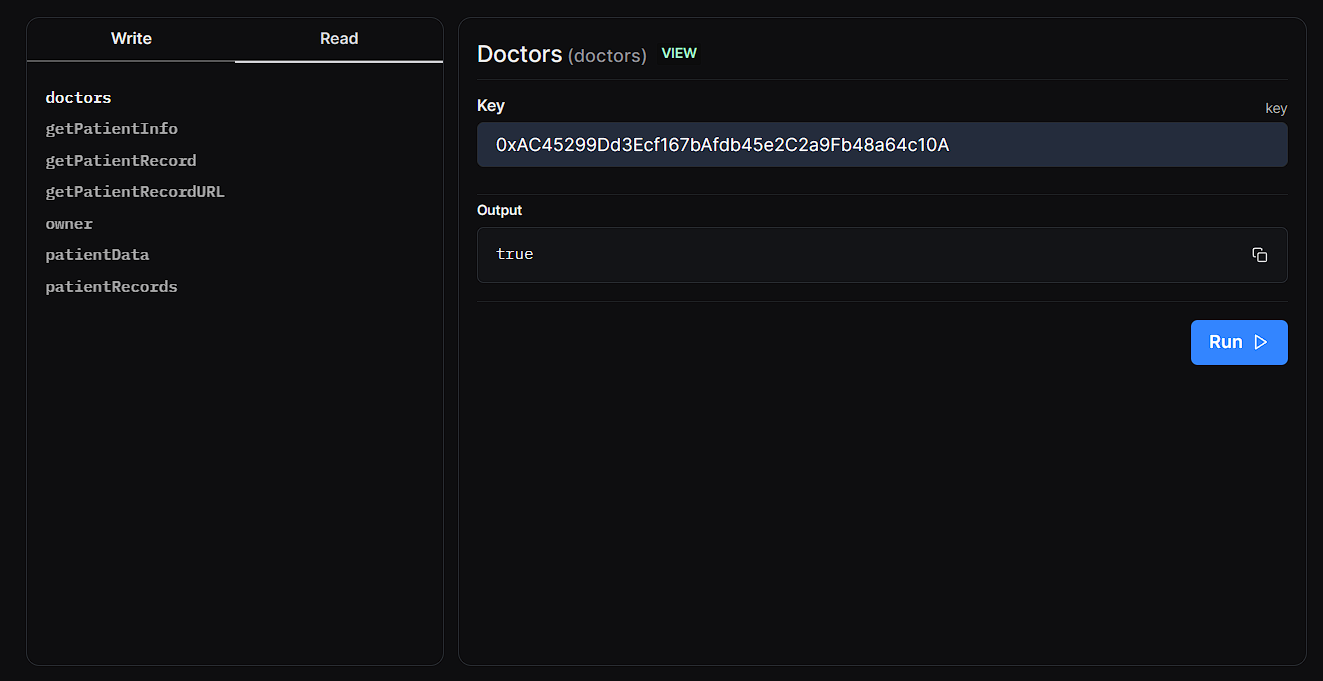 Write Read
doctors
getPatientInfo
getPatientRecord
getPatientRecordURL
owner
patientData
patientRecords
Doctors (doctors) VIEW
Key key
0xAC45299Dd3Ecf167bAfdb45e2C2a9Fb48a64c10A
Output
true
Run